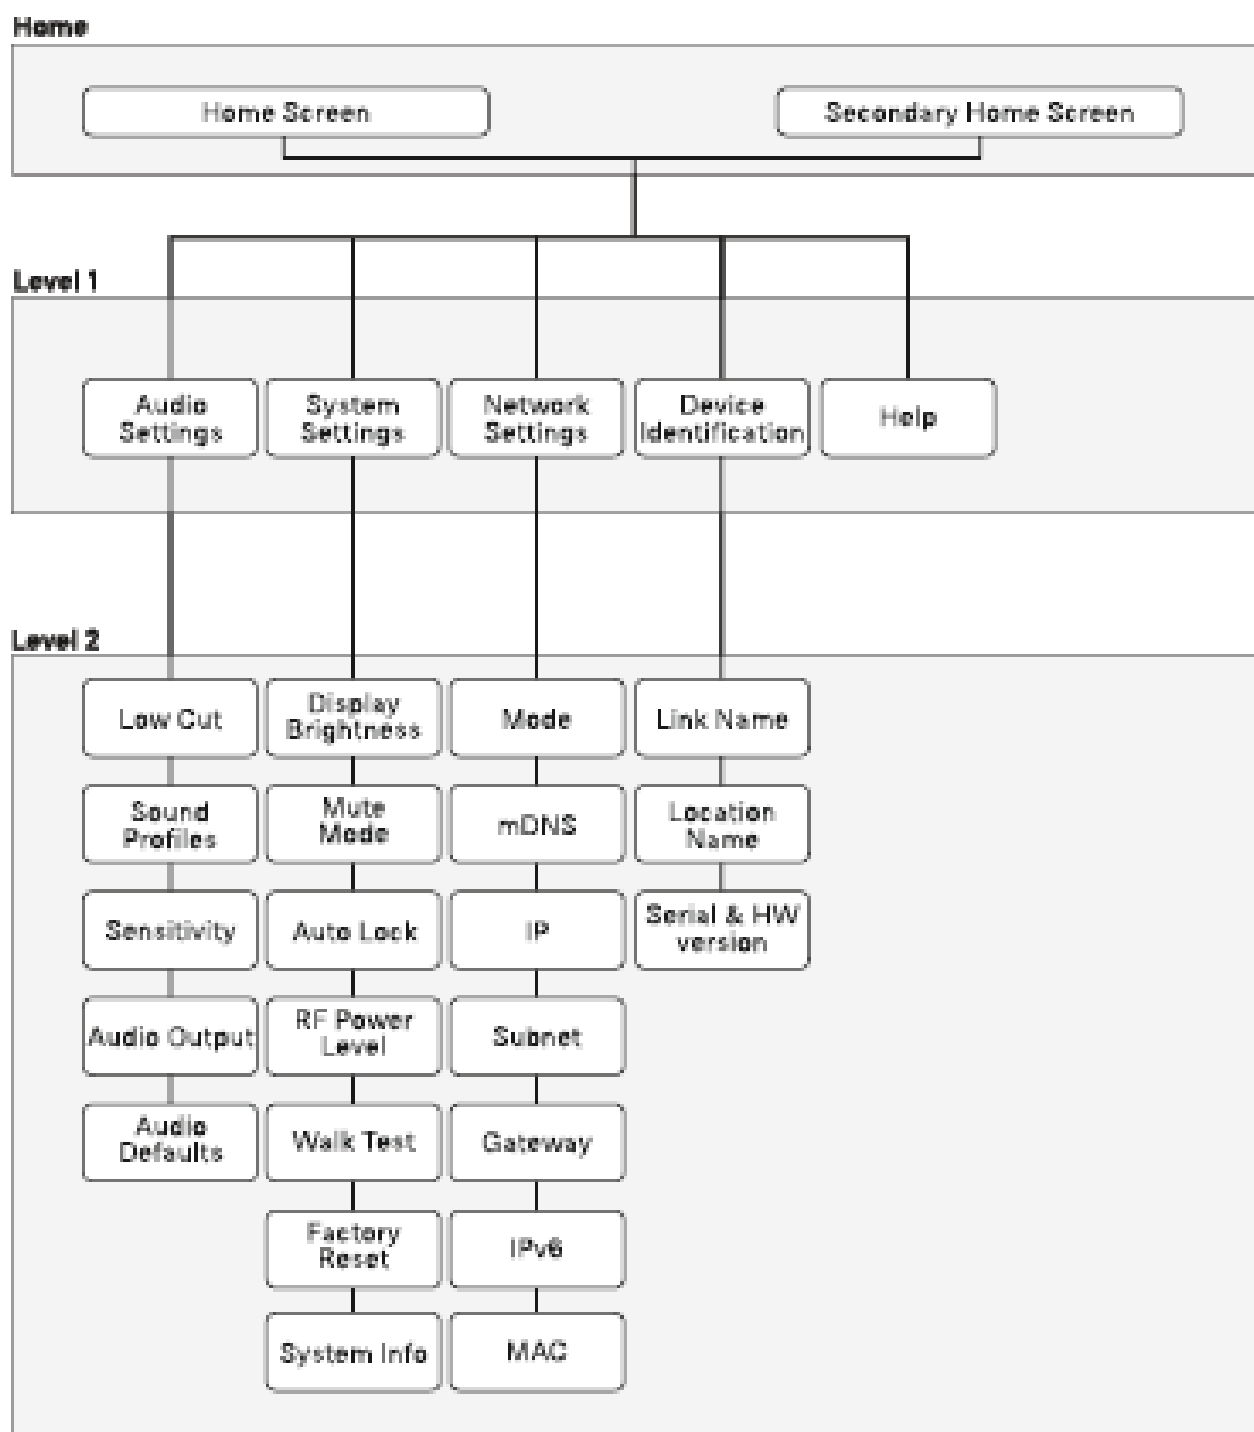 Home
Home Screen
Secondary Home Screen
Level 1
Audio
Settings
System
Settings
Network
Settings
Device
Identification
Help
Level 2
Low Cut
Display
Brightness
Mode
Link Name
Sound
Profiles
Mute
Mode
mDNS
Location
Name
Sensitivity
Auto Lock
IP
Serial & HW
version
Audio Output
RF Power
Level
Subnet
Audio
Defaults
Walk Test
Gateway
Factory
Reset
IPv6
System Info
MAC